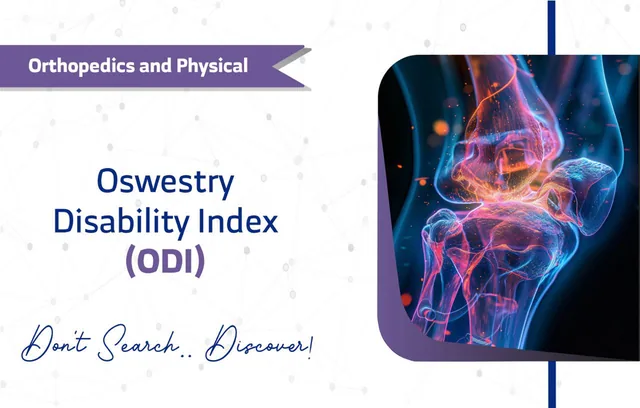 Orthopedics and Physical
Oswestry
Disability Index
(ODI)
Don't Search.. Discover!